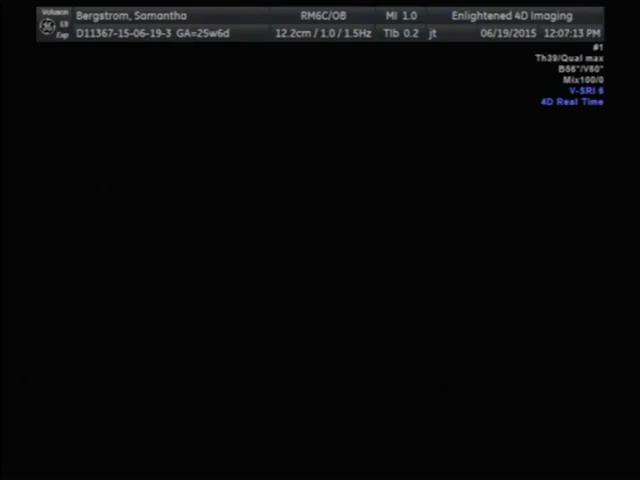 Voluson E8 Exp
Bergstrom, Samantha RM6C/OB MI 1.0 Enlightened 4D Imaging
D11367-15-06-19-3 GA=25w6d 12.2cm / 1.0 / 1.5Hz TIb 0.2 jt 06/19/2015 12:07:13 PM
#1
Th39/Qual max
B56°/V60°
Mix100/0
V-SRI 6
4D Real Time